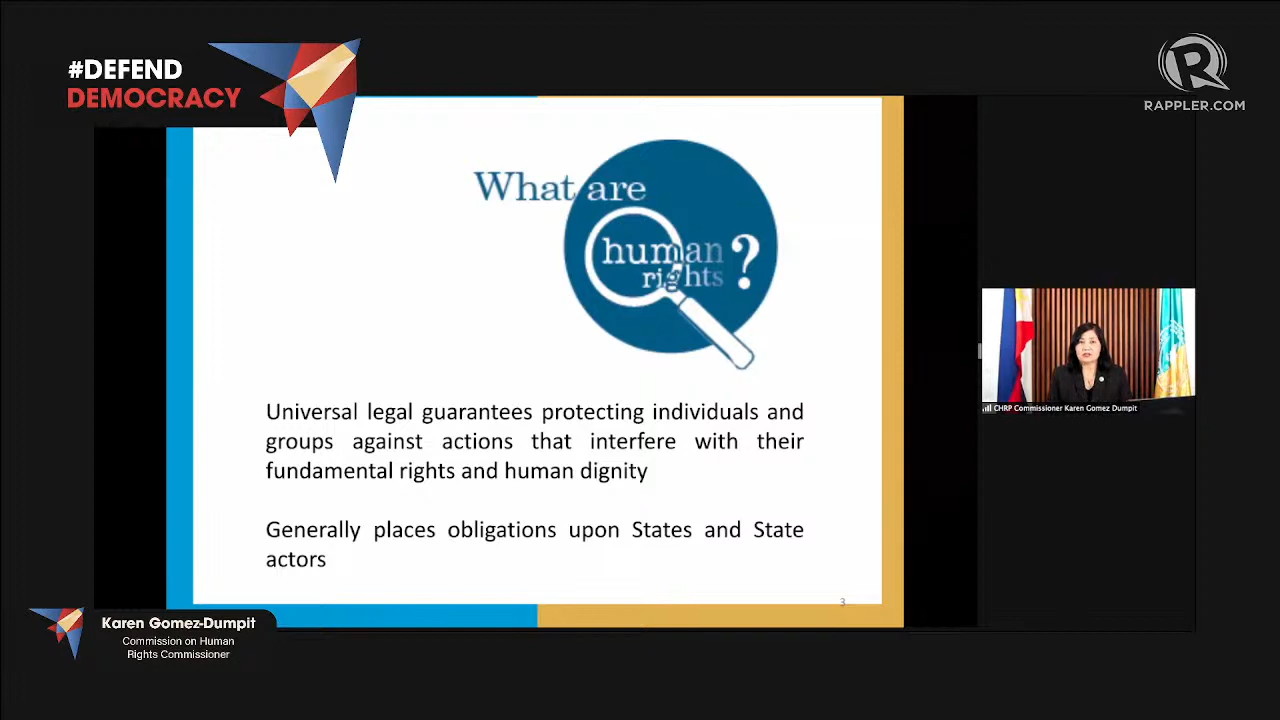 #DEFEND
DEMOCRACY
RAPPLER.COM
What are
human
rights ?
Universal legal guarantees protecting individuals and
groups against actions that interfere with their
fundamental rights and human dignity
Generally places obligations upon States and State
actors
3
CHRP Commissioner Karen Gomez Dumpit
Karen Gomez-Dumpit
Commission on Human
Rights Commissioner